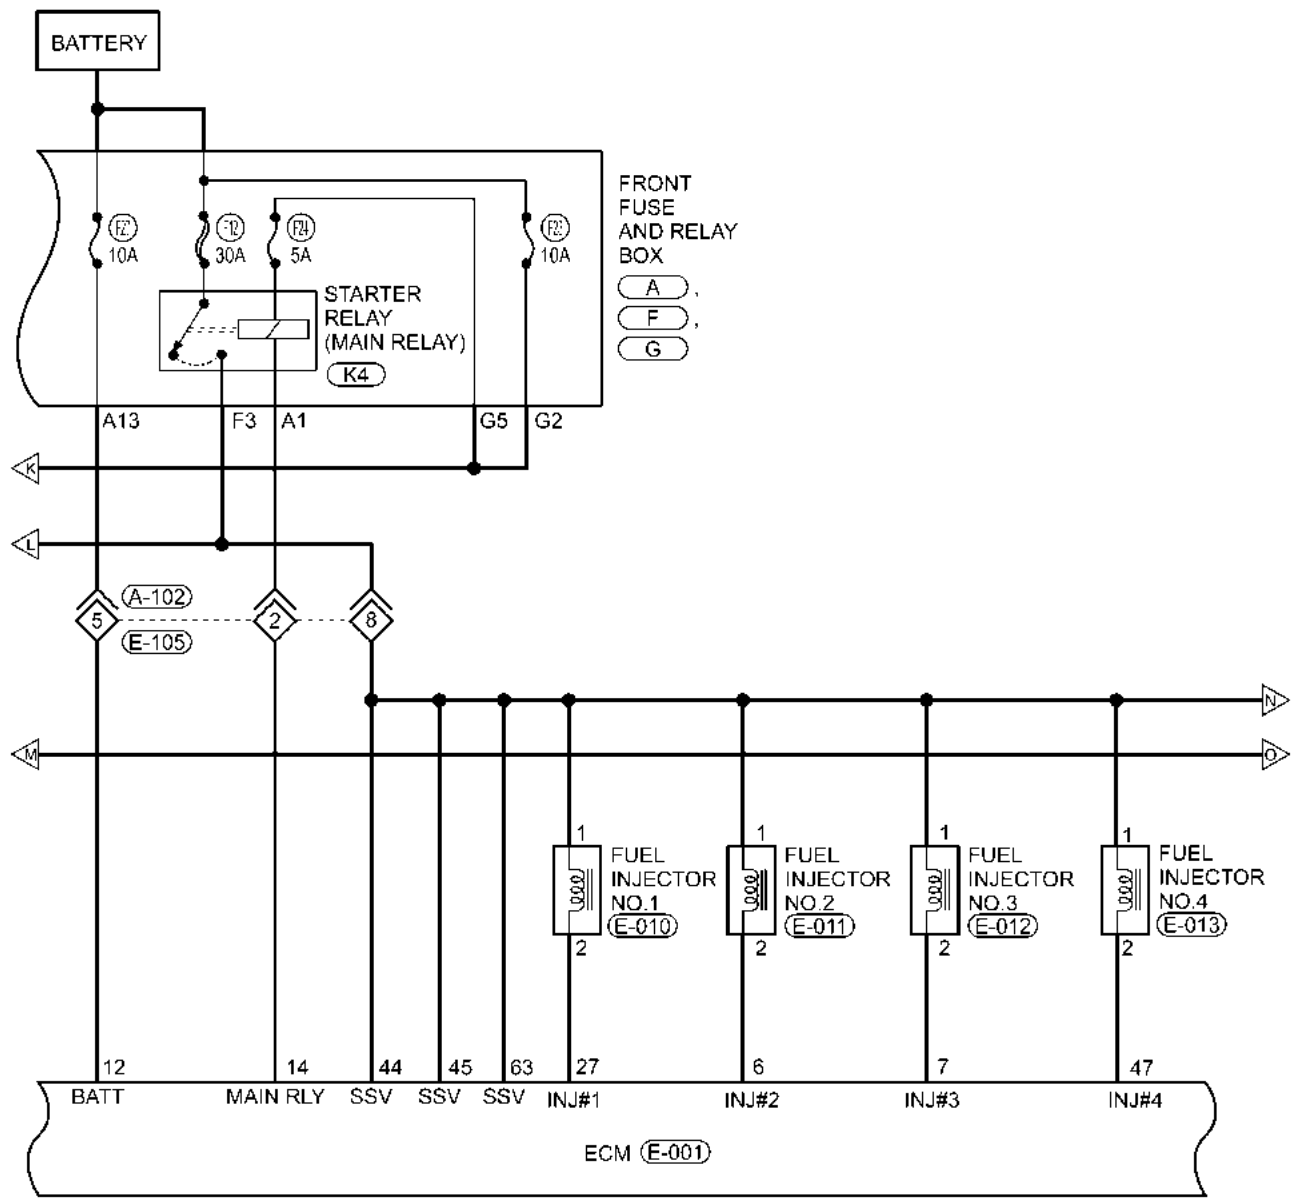 BATTERY
FRONT
FUSE
AND RELAY
BOX
A ,
F ,
G
10A
F12
30A
F24
5A
10A
STARTER
RELAY
(MAIN RELAY)
K4
A13
F3
A1
G5
G2
K
L
A-102
5
2
8
E-105
N
M
O
1
FUEL
INJECTOR
NO.1
E-010
2
1
FUEL
INJECTOR
NO.2
E-011
2
1
FUEL
INJECTOR
NO.3
E-012
2
1
FUEL
INJECTOR
NO.4
E-013
2
12
14
44
45
63
27
6
7
47
BATT
MAIN RLY
SSV
SSV
SSV
INJ#1
INJ#2
INJ#3
INJ#4
ECM E-001